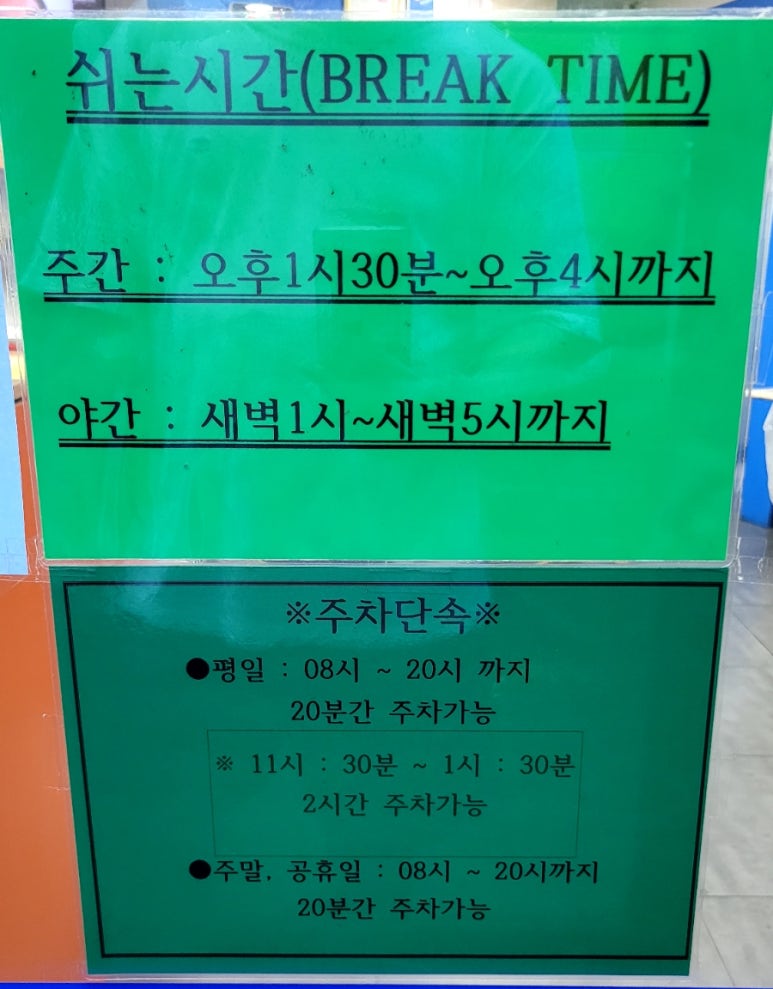 쉬는시간(BREAK TIME)
주간 : 오후1시30분~오후4시까지
야간 : 새벽1시~새벽5시까지
※주차단속※
●평일 : 08시 ~ 20시 까지
20분간 주차가능
※ 11시 : 30분 ~ 1시 : 30분
2시간 주차가능
●주말, 공휴일 : 08시 ~ 20시까지
20분간 주차가능